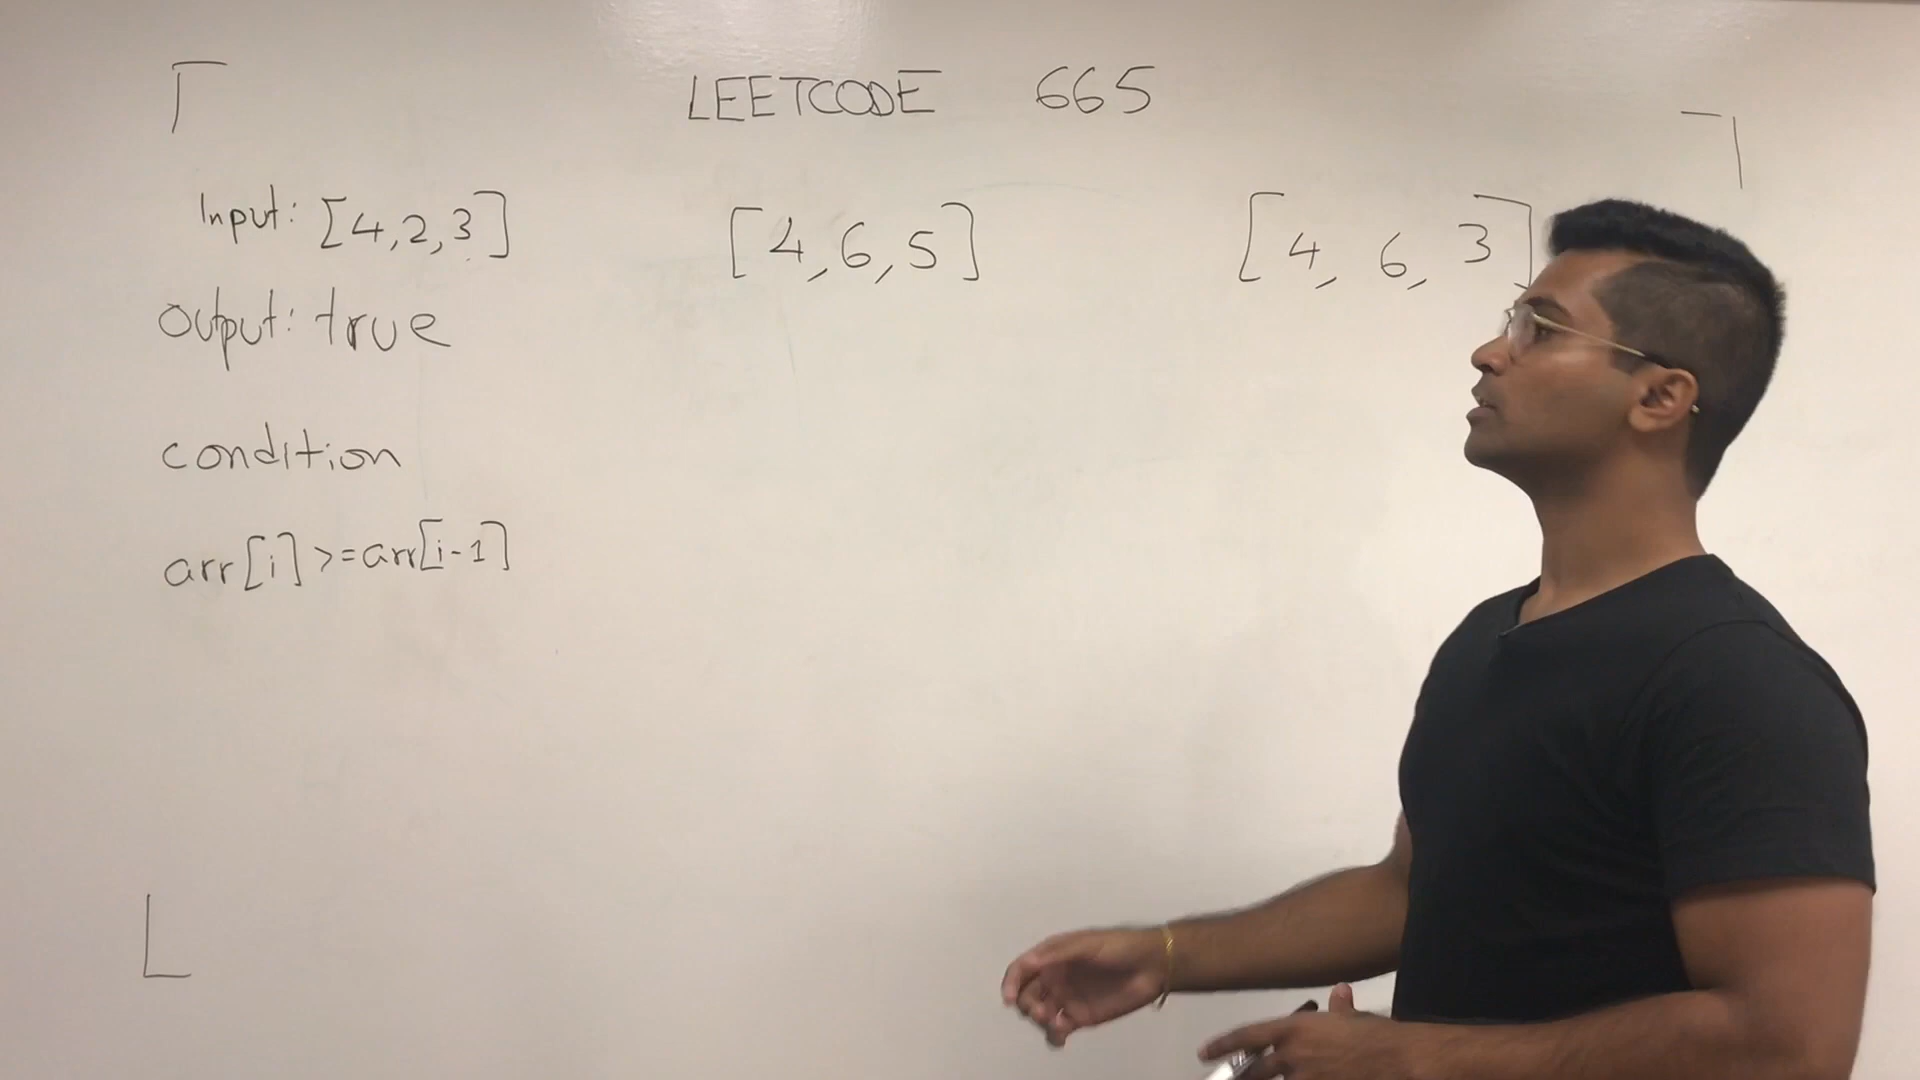 LEETCODE 665
Input: [4,2,3]
[4,6,5]
[4, 6, 3]
output: true
condition
arr[i] >= arr[i-1]